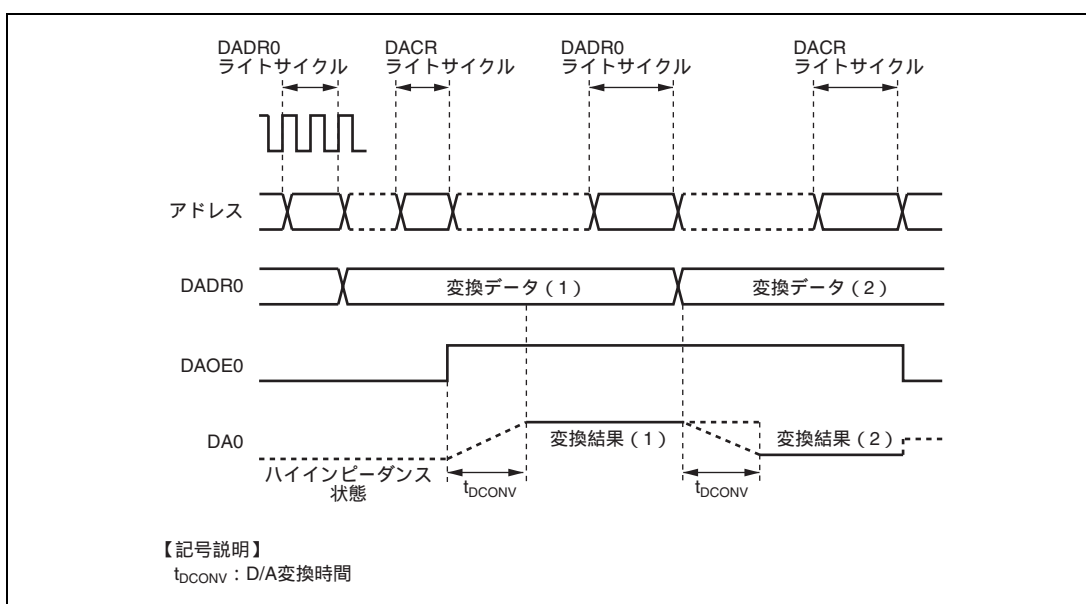 DADR0
ライトサイクル
DACR
ライトサイクル
DADR0
ライトサイクル
DACR
ライトサイクル
アドレス
DADR0
変換データ(1)
変換データ(2)
DAOE0
DA0
変換結果(1)
変換結果(2)
ハイインピーダンス
状態
tDCONV
tDCONV
【記号説明】
tDCONV:D/A変換時間